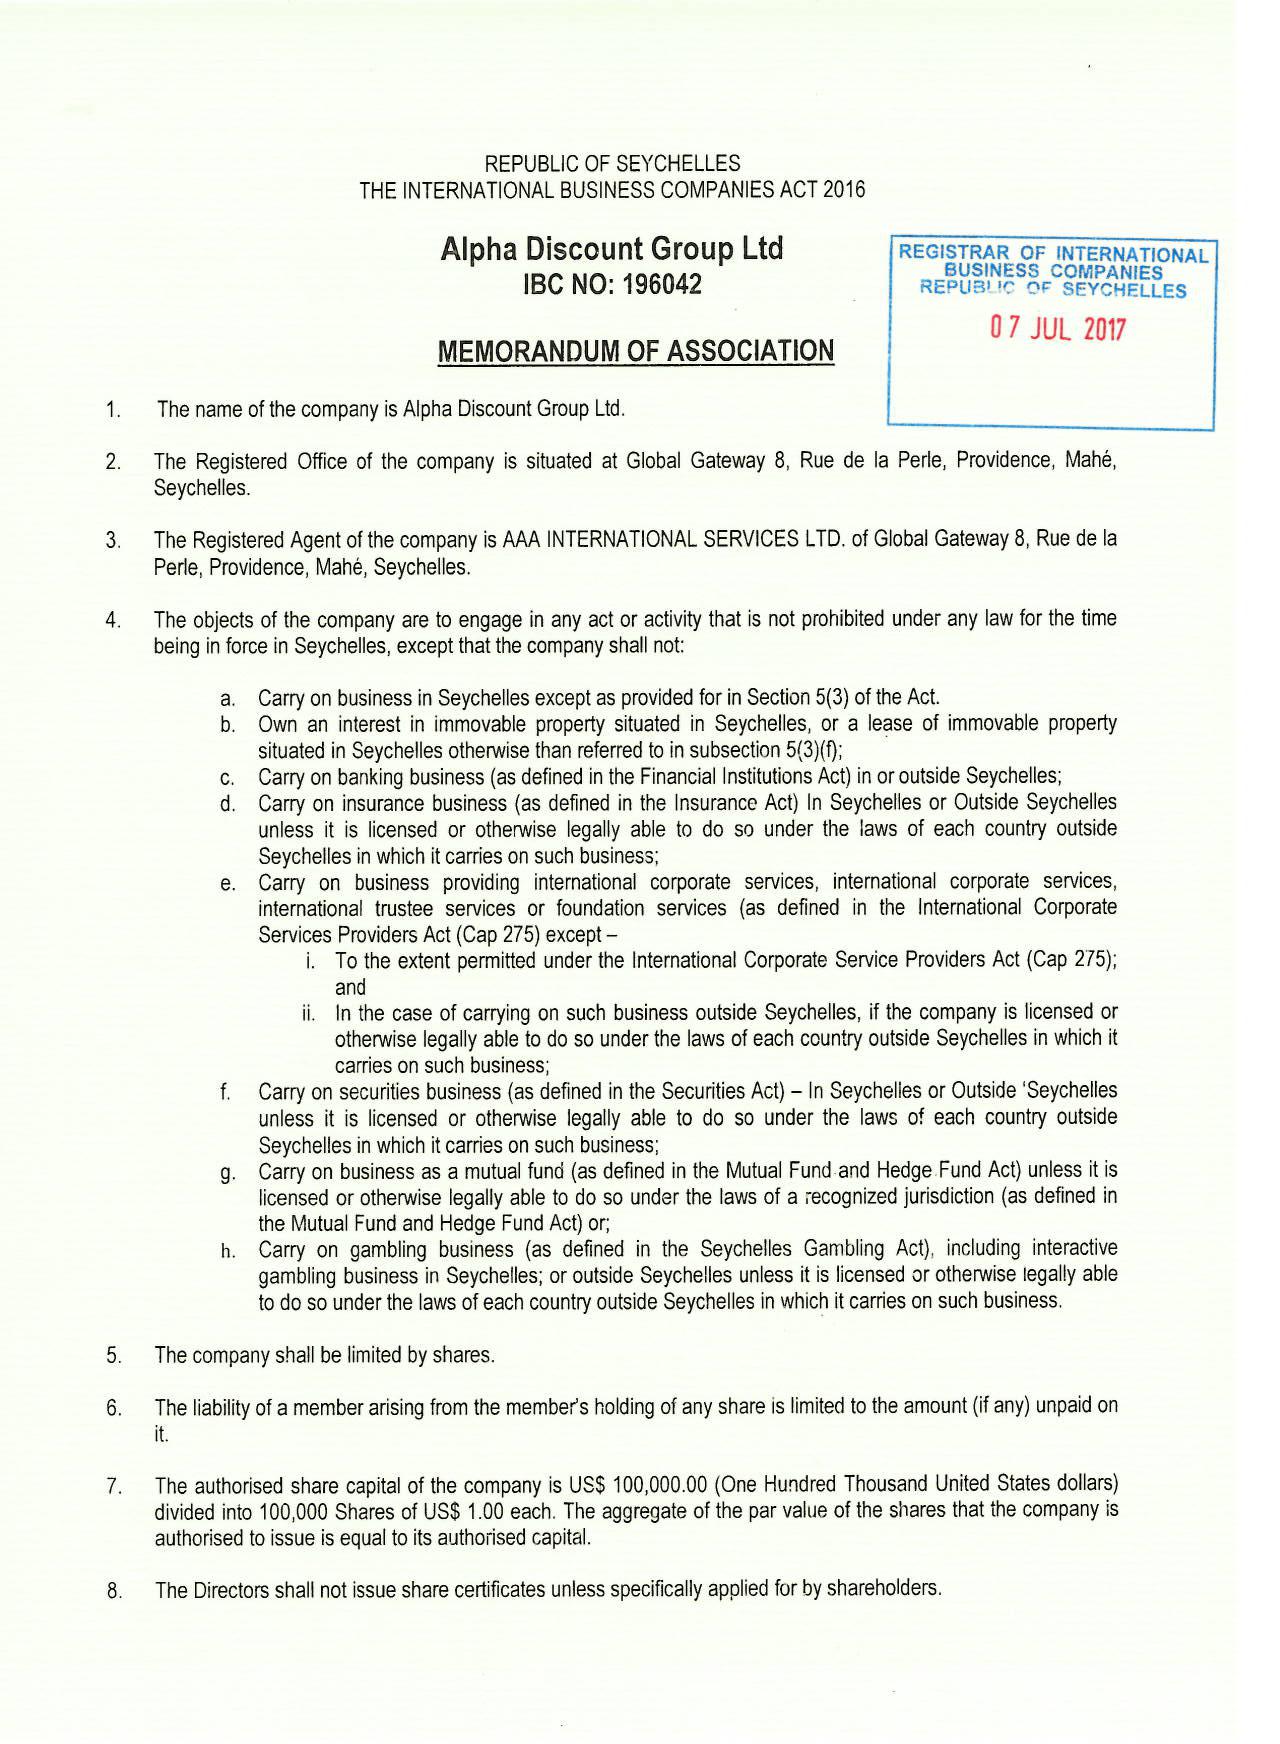 REPUBLIC OF SEYCHELLES
THE INTERNATIONAL BUSINESS COMPANIES ACT 2016
Alpha Discount Group Ltd
IBC NO: 196042
REGISTRAR OF INTERNATIONAL
BUSINESS COMPANIES
REPUBLIC OF SEYCHELLES
07 JUL 2017
MEMORANDUM OF ASSOCIATION
1. The name of the company is Alpha Discount Group Ltd.
2. The Registered Office of the company is situated at Global Gateway 8, Rue de la Perle, Providence, Mahé,
Seychelles.
3. The Registered Agent of the company is AAA INTERNATIONAL SERVICES LTD. of Global Gateway 8, Rue de la
Perle, Providence, Mahé, Seychelles.
4. The objects of the company are to engage in any act or activity that is not prohibited under any law for the time
being in force in Seychelles, except that the company shall not:
a. Carry on business in Seychelles except as provided for in Section 5(3) of the Act.
b. Own an interest in immovable property situated in Seychelles, or a lease of immovable property
situated in Seychelles otherwise than referred to in subsection 5(3)(f);
c. Carry on banking business (as defined in the Financial Institutions Act) in or outside Seychelles;
d. Carry on insurance business (as defined in the Insurance Act) In Seychelles or Outside Seychelles
unless it is licensed or otherwise legally able to do so under the laws of each country outside
Seychelles in which it carries on such business;
e. Carry on business providing international corporate services, international corporate services,
international trustee services or foundation services (as defined in the International Corporate
Services Providers Act (Cap 275) except –
i. To the extent permitted under the International Corporate Service Providers Act (Cap 275);
and
ii. In the case of carrying on such business outside Seychelles, if the company is licensed or
otherwise legally able to do so under the laws of each country outside Seychelles in which it
carries on such business;
f. Carry on securities business (as defined in the Securities Act) – In Seychelles or Outside 'Seychelles
unless it is licensed or otherwise legally able to do so under the laws of each country outside
Seychelles in which it carries on such business;
g. Carry on business as a mutual fund (as defined in the Mutual Fund and Hedge Fund Act) unless it is
licensed or otherwise legally able to do so under the laws of a recognized jurisdiction (as defined in
the Mutual Fund and Hedge Fund Act) or;
h. Carry on gambling business (as defined in the Seychelles Gambling Act), including interactive
gambling business in Seychelles; or outside Seychelles unless it is licensed or otherwise legally able
to do so under the laws of each country outside Seychelles in which it carries on such business.
5. The company shall be limited by shares.
6. The liability of a member arising from the member's holding of any share is limited to the amount (if any) unpaid on
it.
7. The authorised share capital of the company is US$ 100,000.00 (One Hundred Thousand United States dollars)
divided into 100,000 Shares of US$ 1.00 each. The aggregate of the par value of the shares that the company is
authorised to issue is equal to its authorised capital.
8. The Directors shall not issue share certificates unless specifically applied for by shareholders.